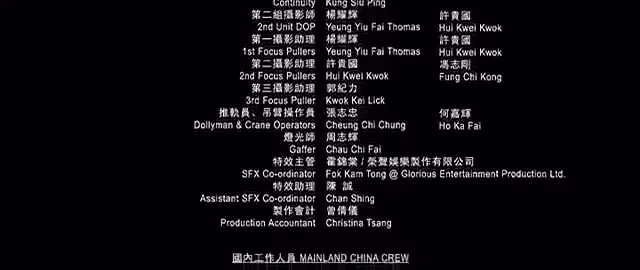 Continuity Kung Siu Ping
第二組攝影師 楊耀輝 許貴國
2nd Unit DOP Yeung Yiu Fai Thomas Hui Kwei Kwok
第一攝影助理 楊耀輝 許貴國
1st Focus Pullers Yeung Yiu Fai Thomas Hui Kwei Kwok
第二攝影助理 許貴國 馮志剛
2nd Focus Pullers Hui Kwei Kwok Fung Chi Kong
第三攝影助理 郭紀力
3rd Focus Puller Kwok Kei Lick
推軌員、吊臂操作員 張志忠 何嘉輝
Dollyman & Crane Operators Cheung Chi Chung Ho Ka Fai
燈光師 周志輝
Gaffer Chau Chi Fai
特效主管 霍錦棠 / 榮聲娛樂製作有限公司
SFX Co-ordinator Fok Kam Tong @ Glorious Entertainment Production Ltd.
特效助理 陳 誠
Assistant SFX Co-ordinator Chan Shing
製作會計 曾倩儀
Production Accountant Christina Tsang
國內工作人員 MAINLAND CHINA CREW